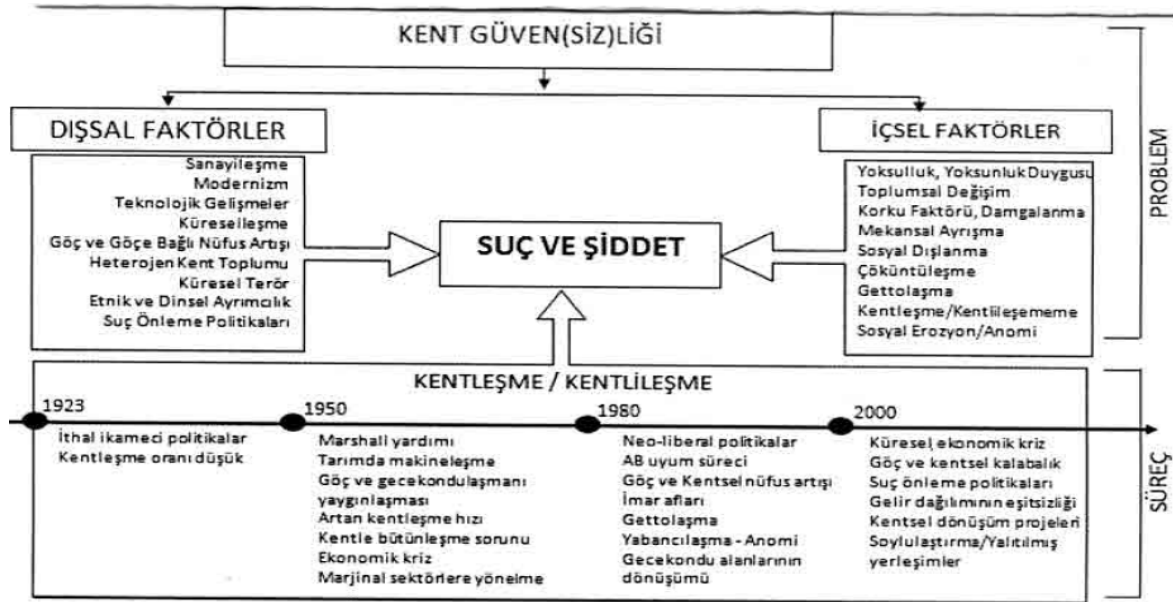 KENT GÜVEN(SİZ)LİĞİ
DIŞSAL FAKTÖRLER
Sanayileşme
Modernizm
Teknolojik Gelişmeler
Küreselleşme
Göç ve Göçe Bağlı Nüfus Artışı
Heterojen Kent Toplumu
Küresel Terör
Etnik ve Dinsel Ayrımcılık
Suç Önleme Politikaları
SUÇ VE ŞİDDET
İÇSEL FAKTÖRLER
Yoksulluk, Yoksunluk Duygusu
Toplumsal Değişim
Korku Faktörü, Damgalanma
Mekansal Ayrışma
Sosyal Dışlanma
Çöküntüleşme
Gettolaşma
Kentleşme/Kentlileşememe
Sosyal Erozyon/Anomi
PROBLEM
KENTLEŞME / KENTLİLEŞME
1923
İthal ikameci politikalar
Kentleşme oranı düşük
1950
Marshall yardımı
Tarımda makineleşme
Göç ve gecekondulaşmanı
yaygınlaşması
Artan kentleşme hızı
Kentle bütünleşme sorunu
Ekonomik kriz
Marjinal sektörlere yönelme
1980
Neo-liberal politikalar
AB uyum süreci
Göç ve Kentsel nüfus artışı
İmar afları
Gettolaşma
Yabancılaşma - Anomi
Gecekondu alanlarının
dönüşümü
2000
Küresel ekonomik kriz
Göç ve kentsel kalabalık
Suç önleme politikaları
Gelir dağılımının eşitsizliği
Kentsel dönüşüm projeleri
Soylulaştırma/Yalıtılmış
yerleşimler
SÜREÇ